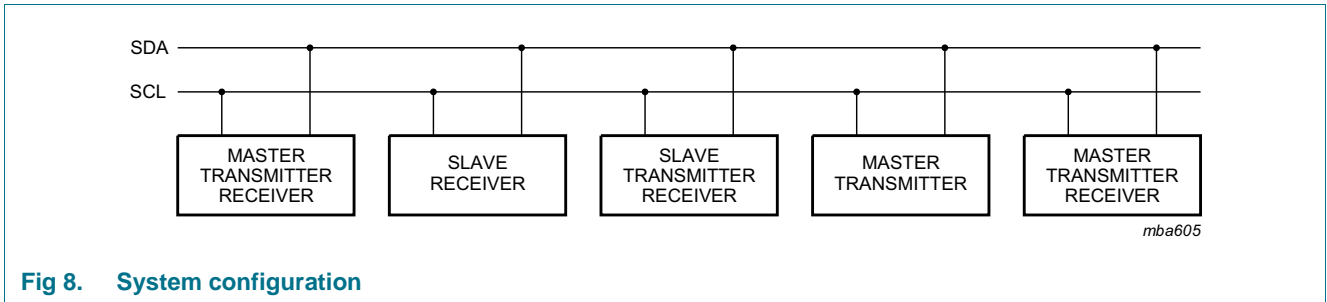 SDA
SCL
MASTER
TRANSMITTER
RECEIVER
SLAVE
RECEIVER
SLAVE
TRANSMITTER
RECEIVER
MASTER
TRANSMITTER
MASTER
TRANSMITTER
RECEIVER
mba605
Fig 8. System configuration